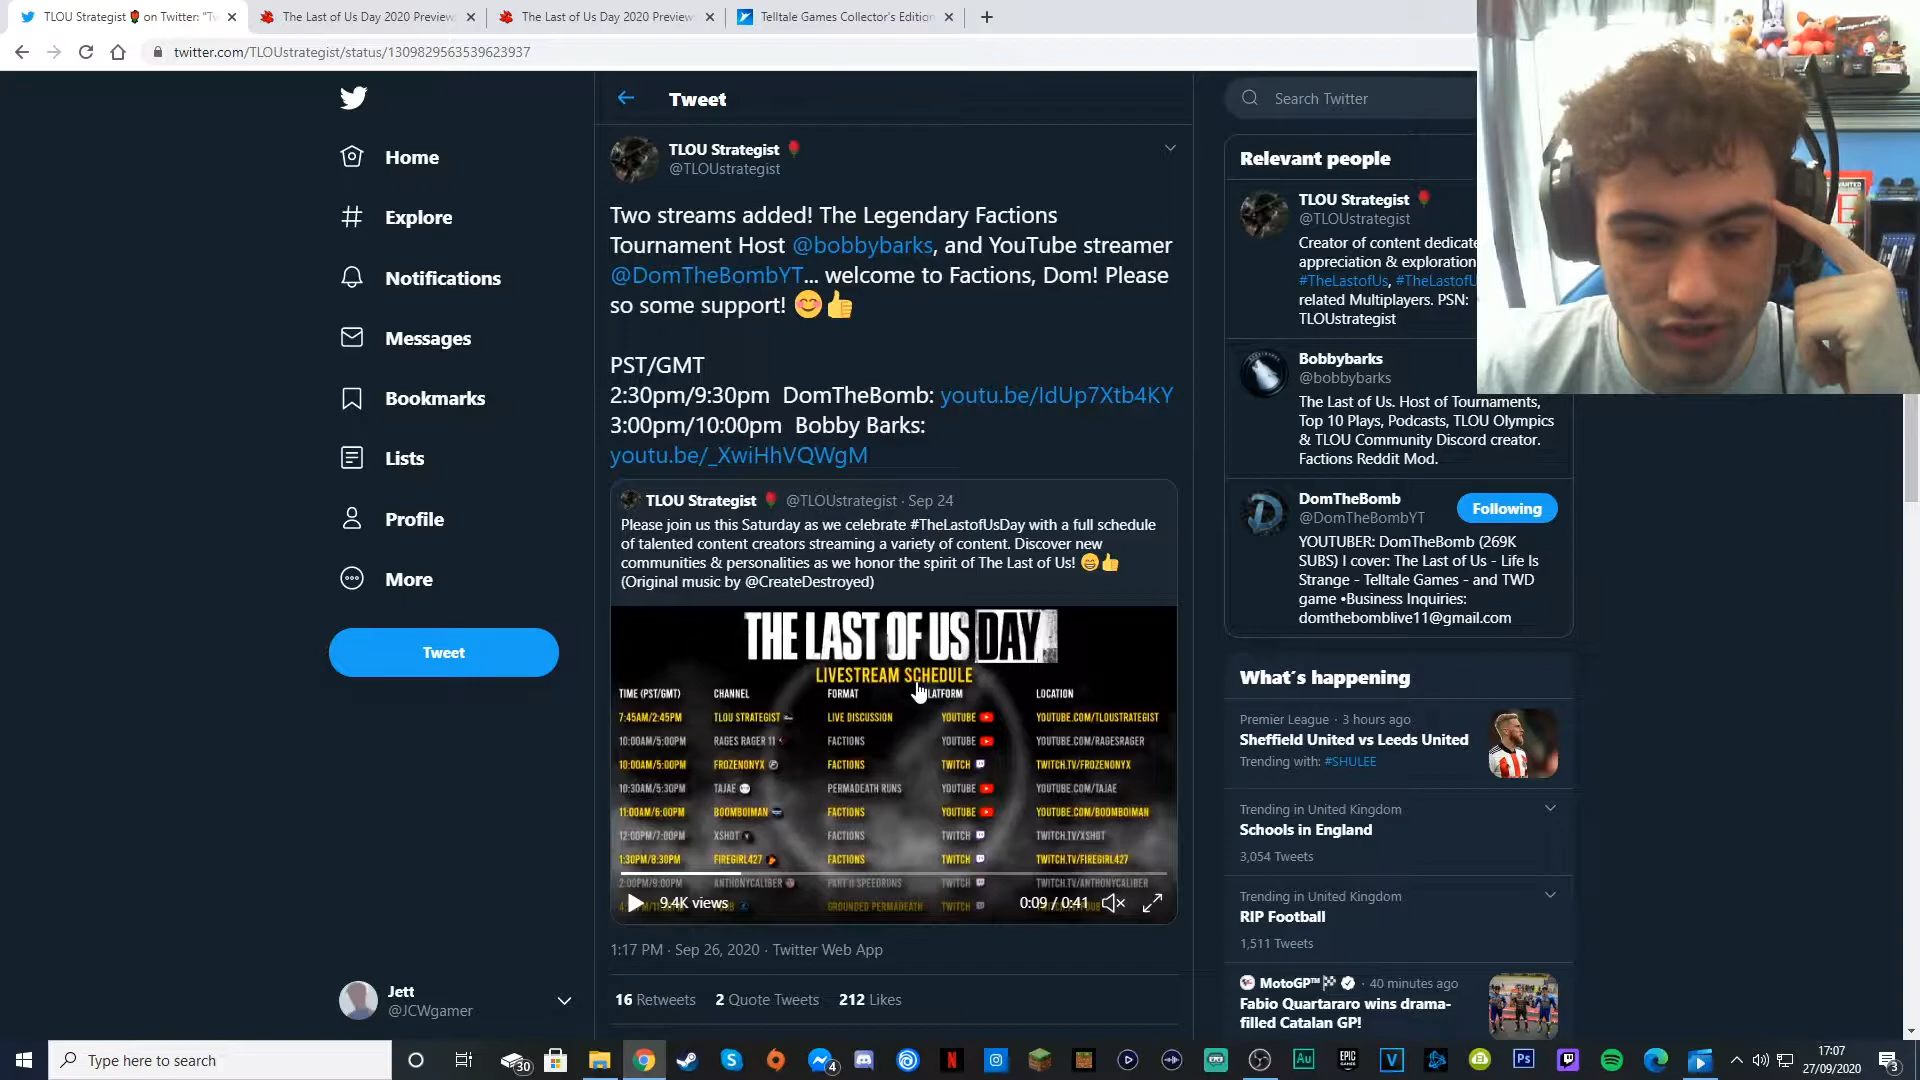 TLOU Strategist 🌹 on Twitter: "Tw
The Last of Us Day 2020 Preview
The Last of Us Day 2020 Preview
Telltale Games Collector's Edition
twitter.com/TLOUstrategist/status/1309829563539623937
Home
Explore
Notifications
Messages
Bookmarks
Lists
Profile
More
Tweet
Jett
@JCWgamer
Tweet
TLOU Strategist 🌹
@TLOUstrategist
Two streams added! The Legendary Factions
Tournament Host @bobbybarks, and YouTube streamer
@DomTheBombYT... welcome to Factions, Dom! Please
so some support! 😊👍
PST/GMT
2:30pm/9:30pm DomTheBomb: youtu.be/IdUp7Xtb4KY
3:00pm/10:00pm Bobby Barks:
youtu.be/_XwiHhVQWgM
TLOU Strategist 🌹 @TLOUstrategist · Sep 24
Please join us this Saturday as we celebrate #TheLastofUsDay with a full schedule
of talented content creators streaming a variety of content. Discover new
communities & personalities as we honor the spirit of The Last of Us! 😁👍
(Original music by @CreateDestroyed)
THE LAST OF US DAY
LIVESTREAM SCHEDULE
TIME (PST/GMT) CHANNEL FORMAT PLATFORM LOCATION
7:45AM/2:45PM TLOU STRATEGIST LIVE DISCUSSION YOUTUBE YOUTUBE.COM/TLOUSTRATEGIST
10:00AM/5:00PM RAGES RAGER 11 FACTIONS YOUTUBE YOUTUBE.COM/RAGESRAGER
10:00AM/5:00PM FROZENONYX FACTIONS TWITCH TWITCH.TV/FROZENONYX
10:30AM/5:30PM TAJAE PERMADEATH RUNS YOUTUBE YOUTUBE.COM/TAJAE
11:00AM/6:00PM BOOMBOIMAN FACTIONS YOUTUBE YOUTUBE.COM/BOOMBOIMAN
12:00PM/7:00PM XSHOT FACTIONS TWITCH TWITCH.TV/XSHOT
1:30PM/8:30PM FIREGIRL427 FACTIONS TWITCH TWITCH.TV/FIREGIRL427
2:00PM/9:00PM ANTHONYCALIBER PART II SPEEDRUNS TWITCH TWITCH.TV/ANTHONYCALIBER
GROUNDED PERMADEATH TWITCH
9.4K views
0:09 / 0:41
1:17 PM · Sep 26, 2020 · Twitter Web App
16 Retweets 2 Quote Tweets 212 Likes
Search Twitter
Relevant people
TLOU Strategist 🌹
@TLOUstrategist
Creator of content dedicate
appreciation & exploration
#TheLastofUs, #TheLastofU
related Multiplayers. PSN:
TLOUstrategist
Bobbybarks
@bobbybarks
The Last of Us. Host of Tournaments,
Top 10 Plays, Podcasts, TLOU Olympics
& TLOU Community Discord creator.
Factions Reddit Mod.
DomTheBomb
@DomTheBombYT
Following
YOUTUBER: DomTheBomb (269K
SUBS) I cover: The Last of Us - Life Is
Strange - Telltale Games - and TWD
game •Business Inquiries:
domthebomblive11@gmail.com
What's happening
Premier League · 3 hours ago
Sheffield United vs Leeds United
Trending with: #SHULEE
Trending in United Kingdom
Schools in England
3,054 Tweets
Trending in United Kingdom
RIP Football
1,511 Tweets
MotoGP™🏁 · 40 minutes ago
Fabio Quartararo wins drama-
filled Catalan GP!
Type here to search
30
4
Au
EPIC
GAMES
V
Ps
17:07
27/09/2020
3